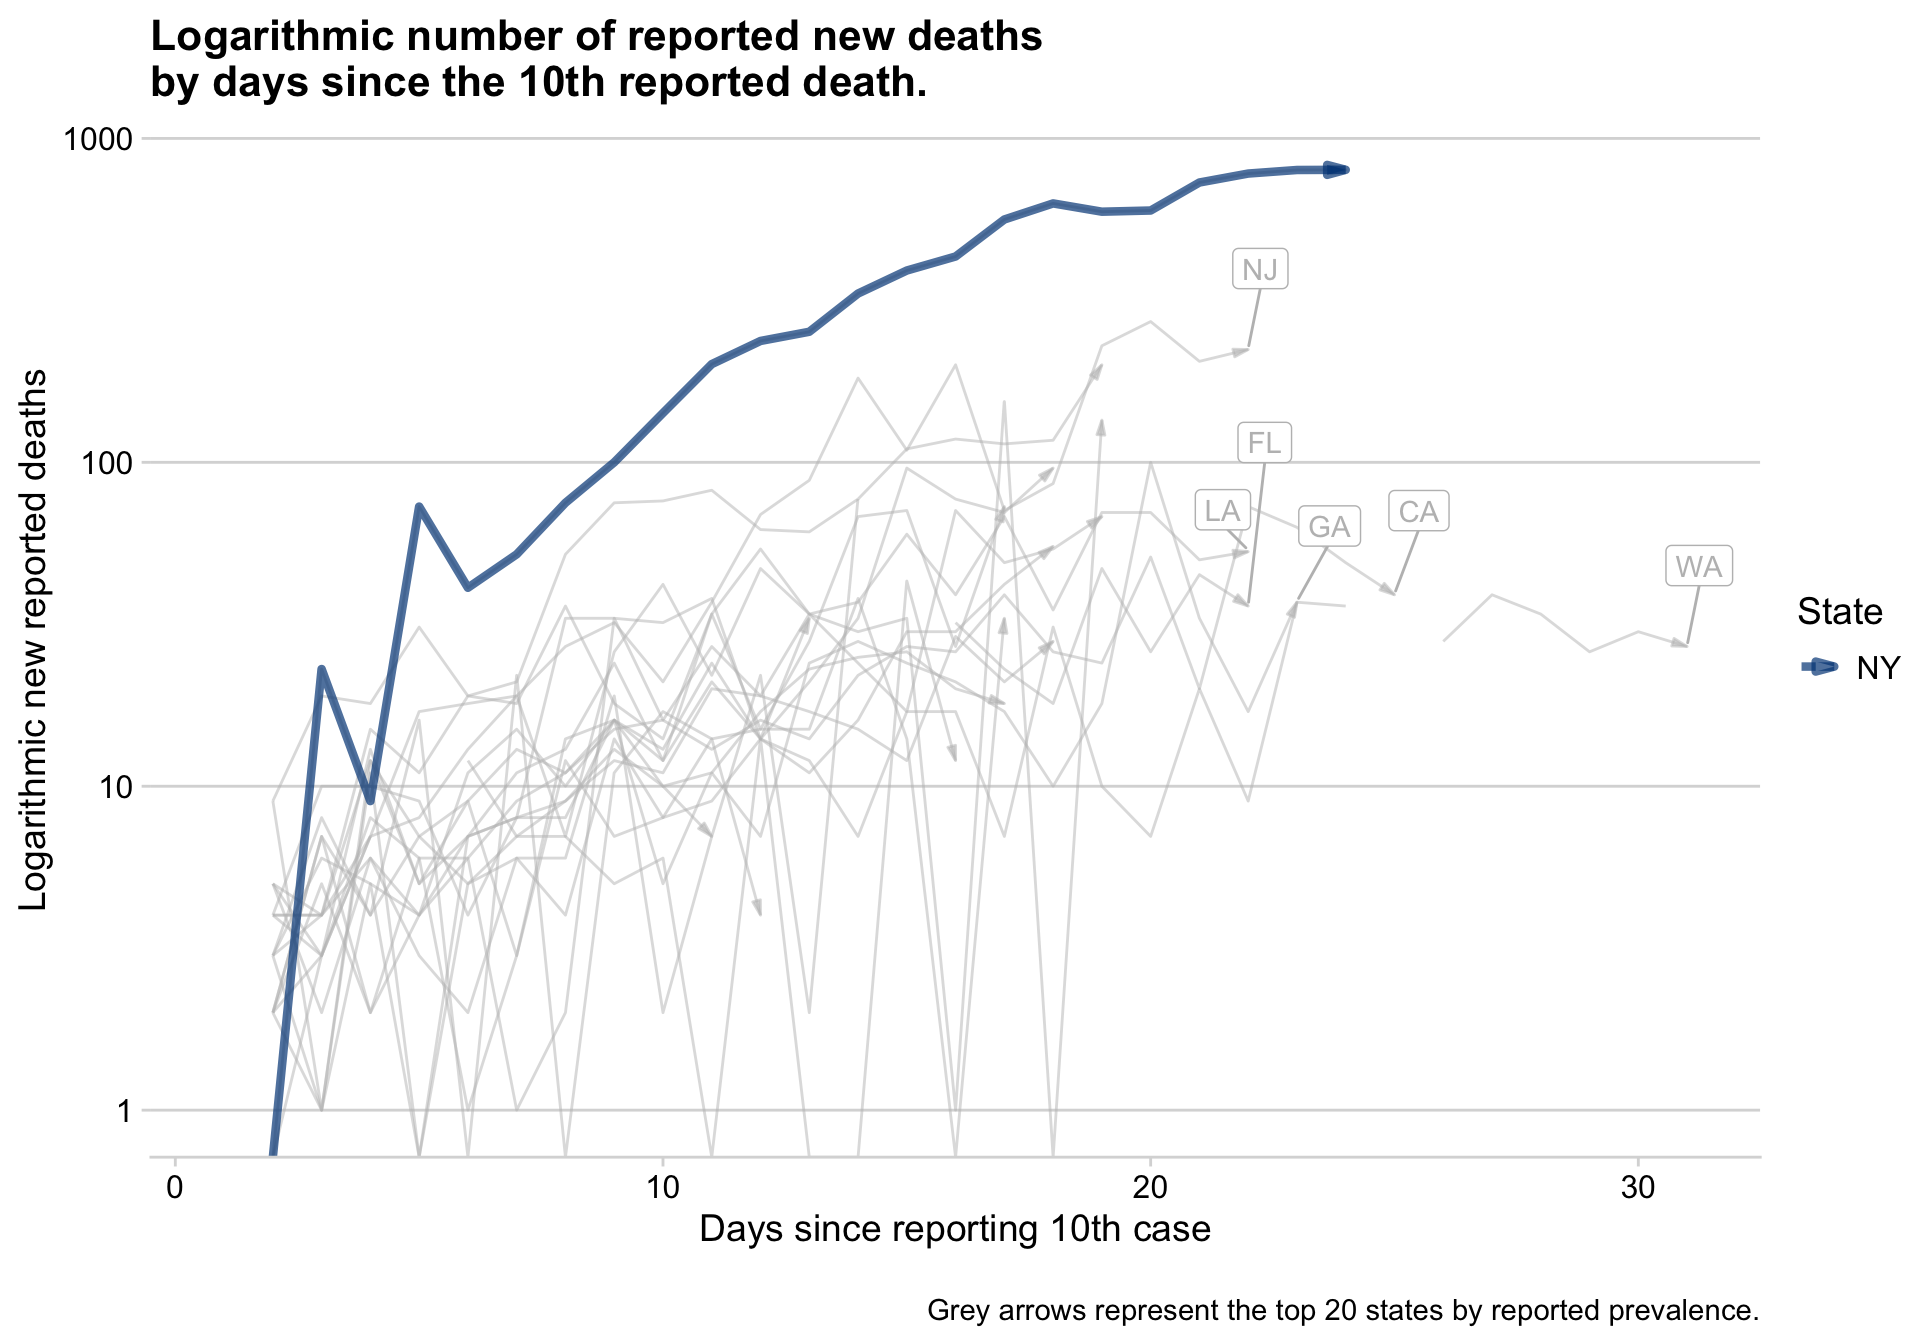 Logarithmic number of reported new deaths
by days since the 10th reported death.
1000
100
10
1
Logarithmic new reported deaths
NJ
FL
LA
GA
CA
WA
State
NY
0
10
20
30
Days since reporting 10th case
Grey arrows represent the top 20 states by reported prevalence.